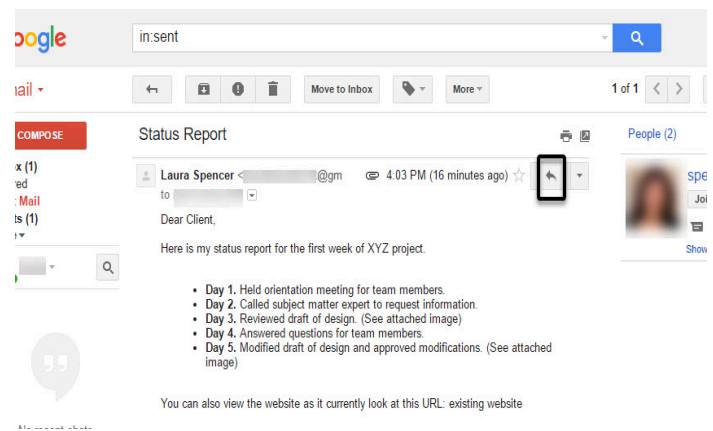 oogle in:sent
ail Move to Inbox More 1 of 1
COMPOSE Status Report People (2)
x (1) Laura Spencer < @gm 4:03 PM (16 minutes ago) spe
red to Joi
Mail Dear Client,
ts (1)
Here is my status report for the first week of XYZ project. Show
• Day 1. Held orientation meeting for team members.
• Day 2. Called subject matter expert to request information.
• Day 3. Reviewed draft of design. (See attached image)
• Day 4. Answered questions for team members.
• Day 5. Modified draft of design and approved modifications. (See attached
image)
You can also view the website as it currently look at this URL: existing website
No recent chats